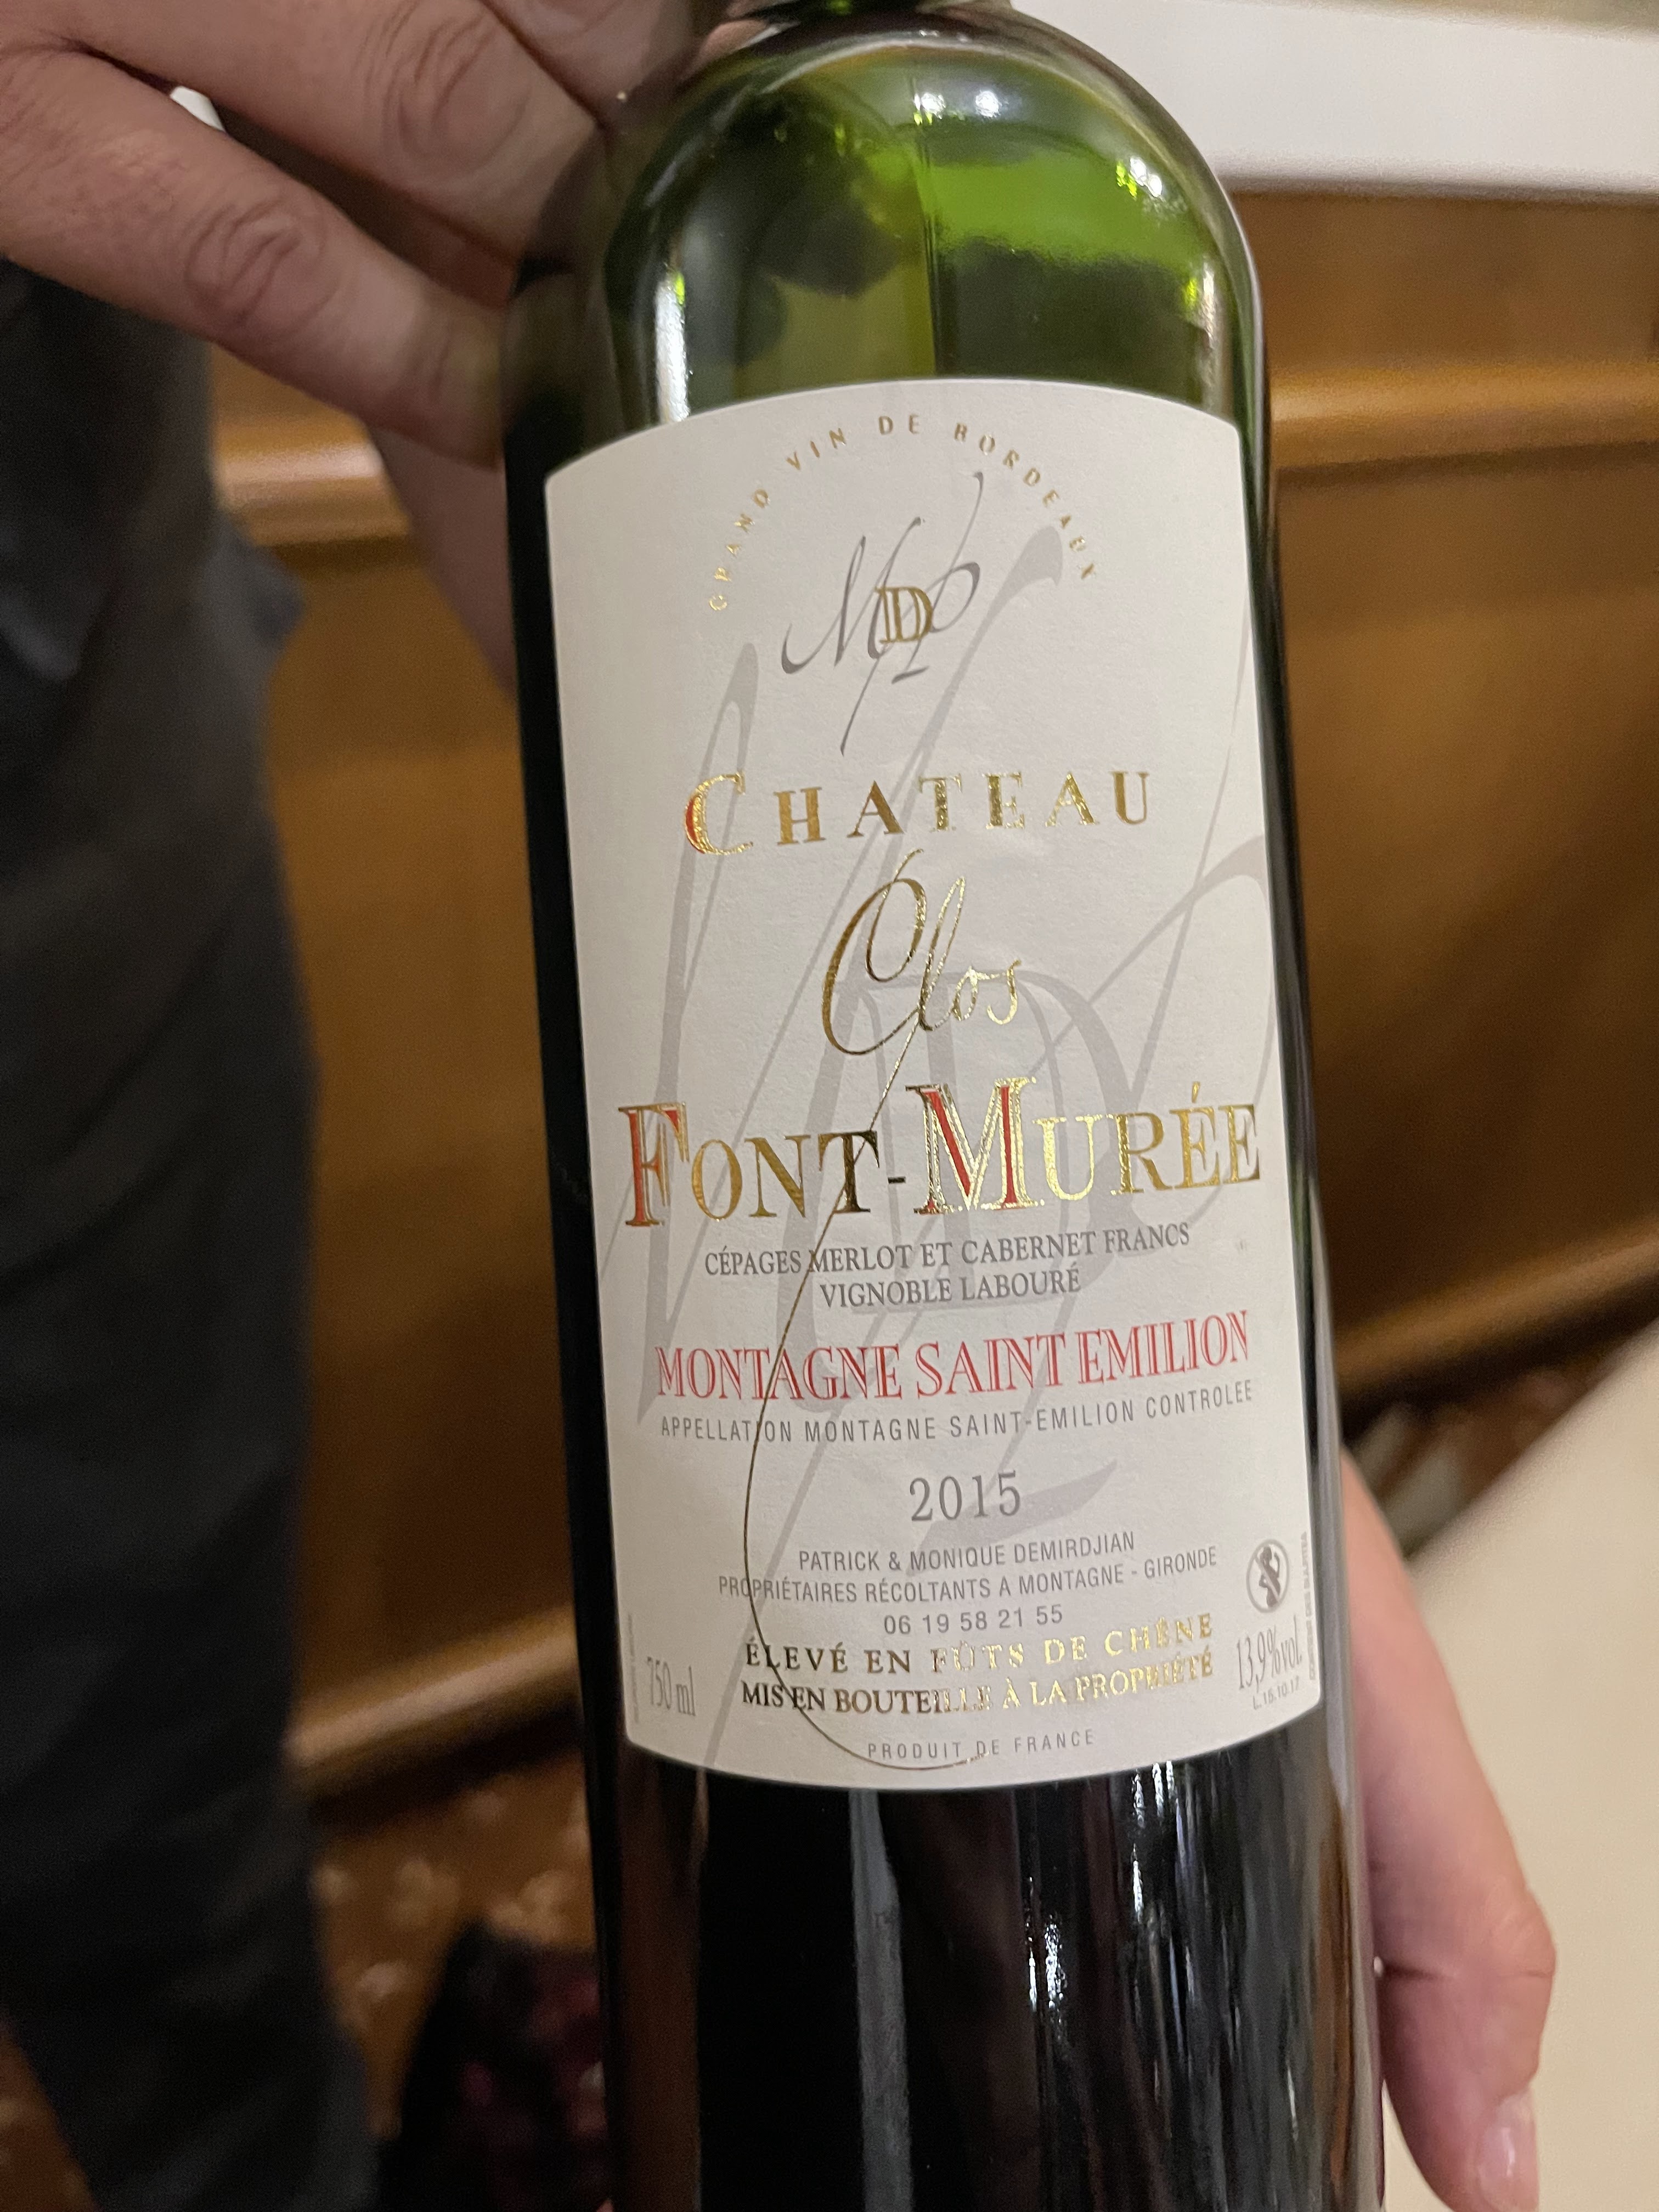 GRAND VIN DE BORDEAUX
CHATEAU
Clos
FONT-MURÉE
CÉPAGES MERLOT ET CABERNET FRANCS
VIGNOBLE LABOURÉ
MONTAGNE SAINT EMILION
APPELLATION MONTAGNE SAINT-EMILION CONTROLEE
2015
PATRICK & MONIQUE DEMIRDJIAN
PROPRIÉTAIRES RÉCOLTANTS A MONTAGNE - GIRONDE
06 19 58 21 55
ÉLEVÉ EN FÛTS DE CHÊNE
MIS EN BOUTEILLE À LA PROPRIÉTÉ
750 ml
13,9%vol.
L.15.10.17
PRODUIT DE FRANCE